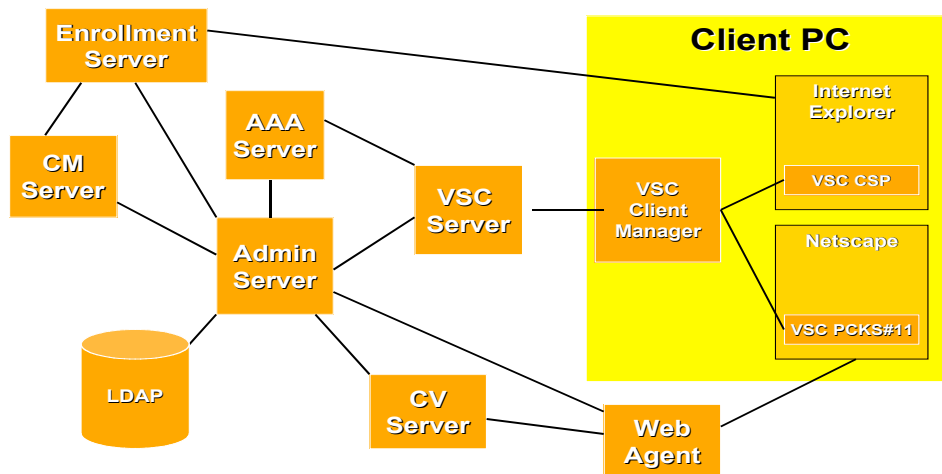 Client PC
Enrollment
Server
Internet
Explorer
AAA
Server
CM
Server
VSC
Server
VSC
Client
Manager
VSC CSP
Admin
Server
Netscape
VSC PCKS#11
LDAP
CV
Server
Web
Agent